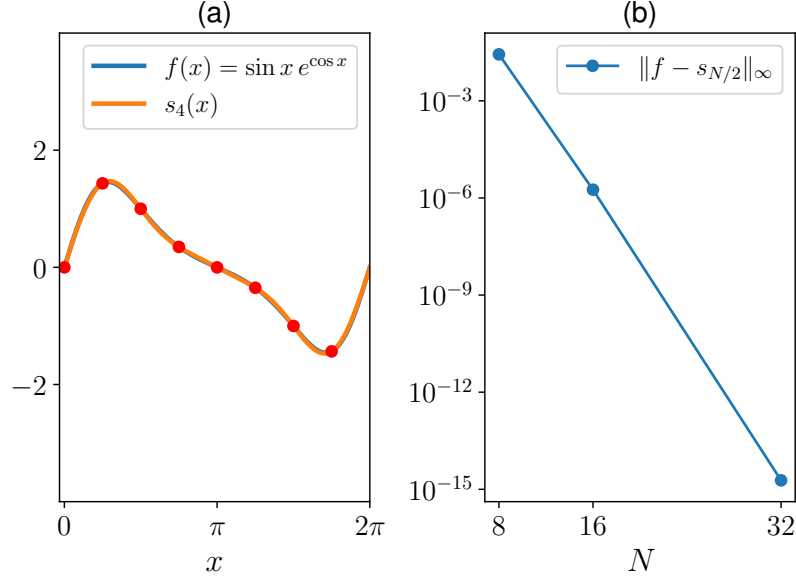 (a)
f(x) = sin x e^{cos x}
s_4(x)
2
0
−2
0
π
2π
x
(b)
‖f − s_{N/2}‖_∞
10^{−3}
10^{−6}
10^{−9}
10^{−12}
10^{−15}
8
16
32
N